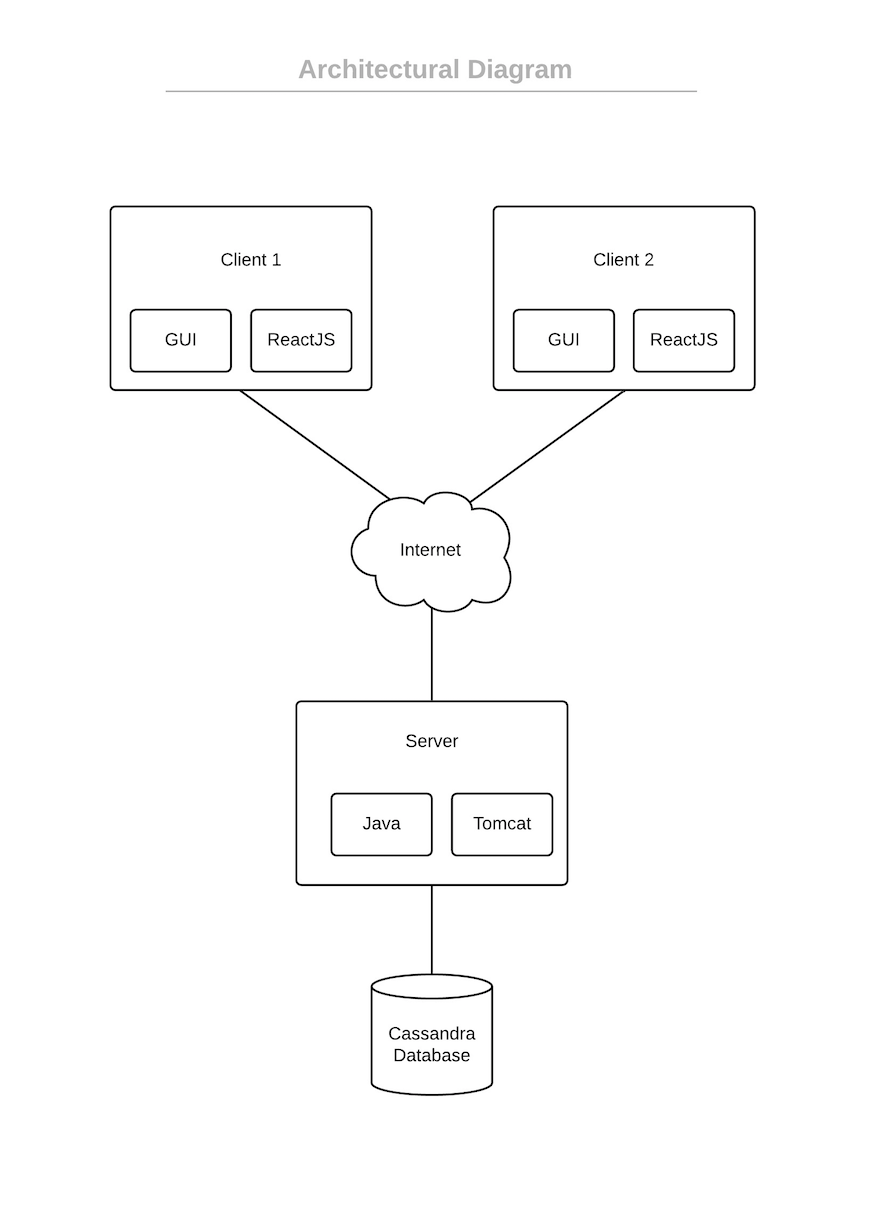 Architectural Diagram
Client 1
Client 2
GUI
ReactJS
GUI
ReactJS
Internet
Server
Java
Tomcat
Cassandra
Database